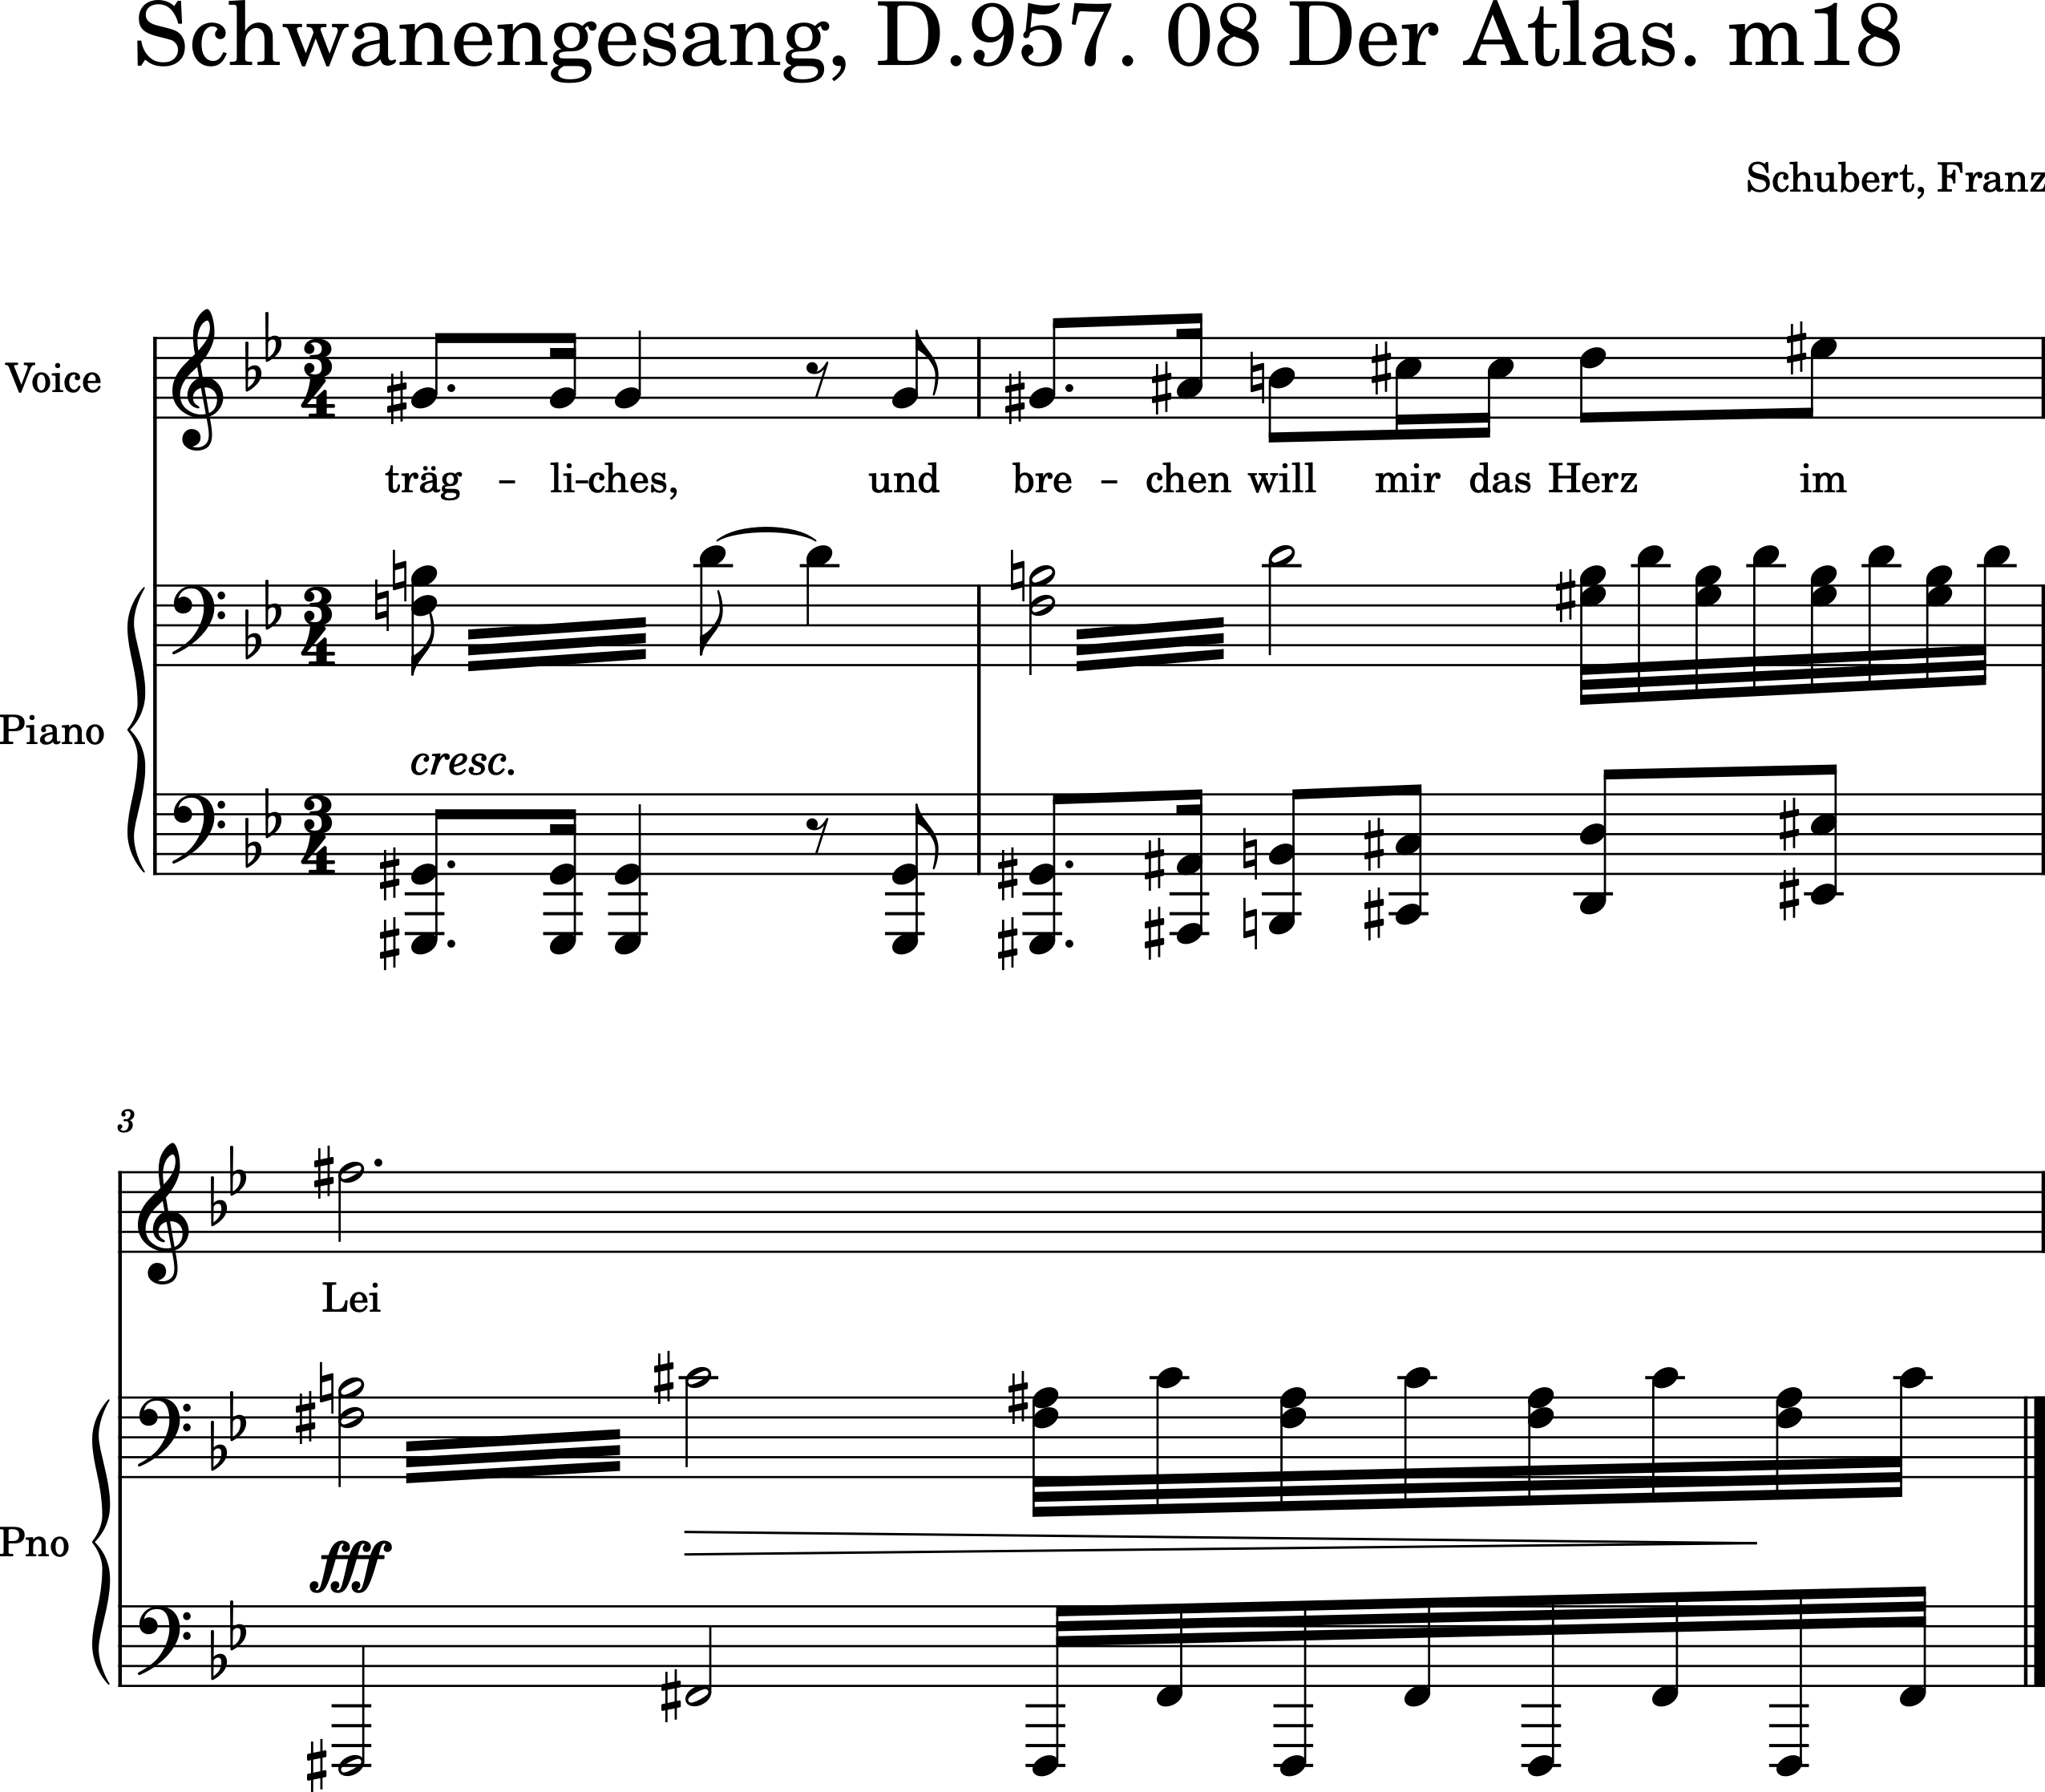 Schwanengesang, D.957. 08 Der Atlas. m18
Schubert, Franz
Voice
träg - li-ches, und bre - chen will mir das Herz im
Piano
cresc.
3
Lei
Pno
fff